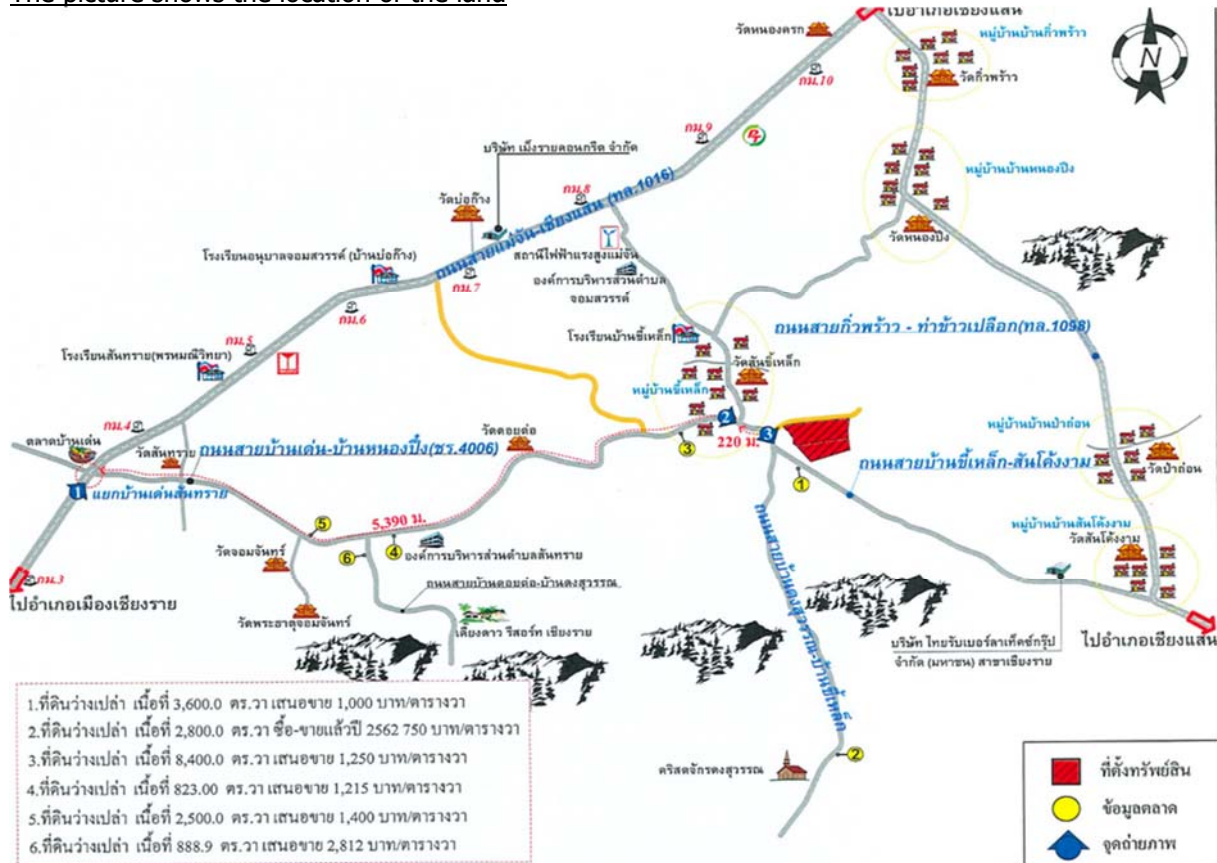 The picture shows the location of the land
ไปอำเภอเชียงแสน
วัดหนองครก
หมู่บ้านบ้านกิ่วพร้าว
N
กม.10
วัดกิ่วพร้าว
กม.9
PT
บริษัท เม็งรายคอนกรีต จำกัด
หมู่บ้านบ้านหนองปึง
กม.8
วัดบ่อก๊าง
ถนนสายแม่จัน-เชียงแสน (ทล.1016)
วัดหนองปึง
โรงเรียนอนุบาลจอมสวรรค์ (บ้านบ่อก๊าง)
สถานีไฟฟ้าแรงสูงแม่จัน
กม.7
องค์การบริหารส่วนตำบล
จอมสวรรค์
กม.6
ถนนสายกิ่วพร้าว - ท่าข้าวเปลือก(ทล.1098)
โรงเรียนบ้านขี้เหล็ก
กม.5
โรงเรียนสันทราย(พรหมณีวิทยา)
วัดสันขี้เหล็ก
หมู่บ้านขี้เหล็ก
กม.4
2
ตลาดบ้านเด่น
วัดดอยต่อ
หมู่บ้านบ้านป่าถ่อน
220 ม.
3
3
วัดสันทราย
ถนนสายบ้านเด่น-บ้านหนองปึ่ง(ชร.4006)
ถนนสายบ้านขี้เหล็ก-สันโค้งงาม
วัดป่าถ่อน
1
1
แยกบ้านเด่นสันทราย
5,390 ม.
5
หมู่บ้านบ้านสันโค้งงาม
วัดสันโค้งงาม
4
องค์การบริหารส่วนตำบลสันทราย
6
วัดจอมจันทร์
กม.3
ถนนสายบ้านดอยต่อ-บ้านดงสุวรรณ
ไปอำเภอเมืองเชียงราย
วัดพระธาตุจอมจันทร์
เคียงดาว รีสอร์ท เชียงราย
ถนนสายบ้านดงสุวรรณ-บ้านขี้เหล็ก
บริษัท ไทยรับเบอร์ลาเท็คซ์กรุ๊ป
จำกัด (มหาชน) สาขาเชียงราย
ไปอำเภอเชียงแสน
1.ที่ดินว่างเปล่า เนื้อที่ 3,600.0 ตร.วา เสนอขาย 1,000 บาท/ตารางวา
2.ที่ดินว่างเปล่า เนื้อที่ 2,800.0 ตร.วา ซื้อ-ขายแล้วปี 2562 750 บาท/ตารางวา
3.ที่ดินว่างเปล่า เนื้อที่ 8,400.0 ตร.วา เสนอขาย 1,250 บาท/ตารางวา
4.ที่ดินว่างเปล่า เนื้อที่ 823.00 ตร.วา เสนอขาย 1,215 บาท/ตารางวา
5.ที่ดินว่างเปล่า เนื้อที่ 2,500.0 ตร.วา เสนอขาย 1,400 บาท/ตารางวา
6.ที่ดินว่างเปล่า เนื้อที่ 888.9 ตร.วา เสนอขาย 2,812 บาท/ตารางวา
2
คริสตจักรดงสุวรรณ
ที่ตั้งทรัพย์สิน
ข้อมูลตลาด
จุดถ่ายภาพ